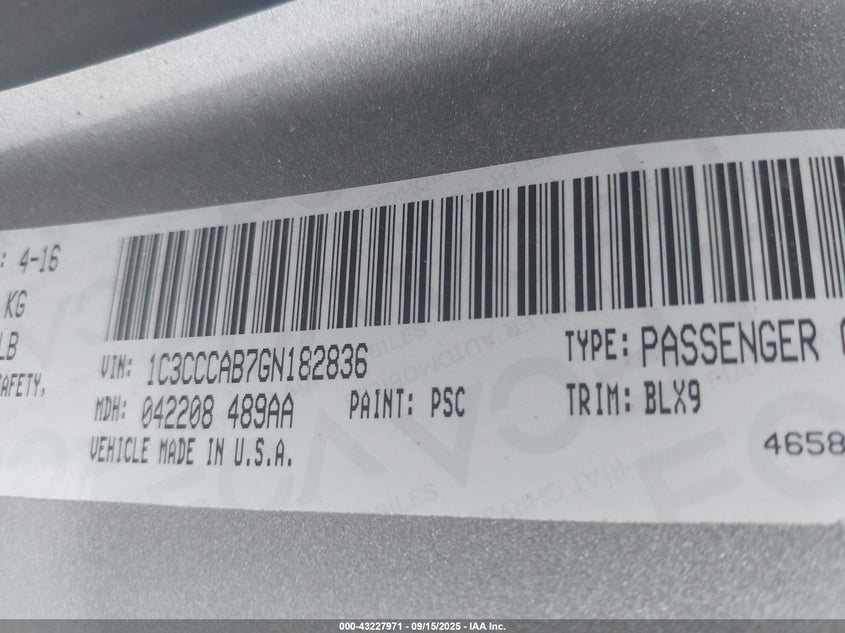 : 4-16
KG
LB
SAFETY,
VIN: 1C3CCCAB7GN182836
TYPE: PASSENGER
MDH: 042208 489AA PAINT: PSC TRIM: BLX9
VEHICLE MADE IN U.S.A.
4658
000-43227971 - 09/15/2025 - IAA Inc.